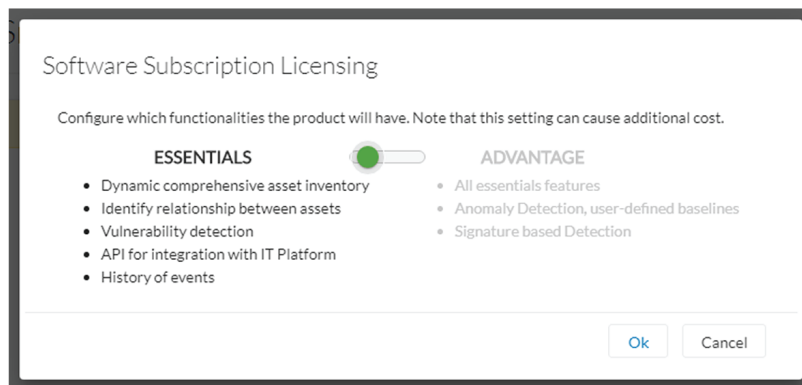 Software Subscription Licensing
Configure which functionalities the product will have. Note that this setting can cause additional cost.
ESSENTIALS
• Dynamic comprehensive asset inventory
• Identify relationship between assets
• Vulnerability detection
• API for integration with IT Platform
• History of events
ADVANTAGE
• All essentials features
• Anomaly Detection, user-defined baselines
• Signature based Detection
Ok
Cancel